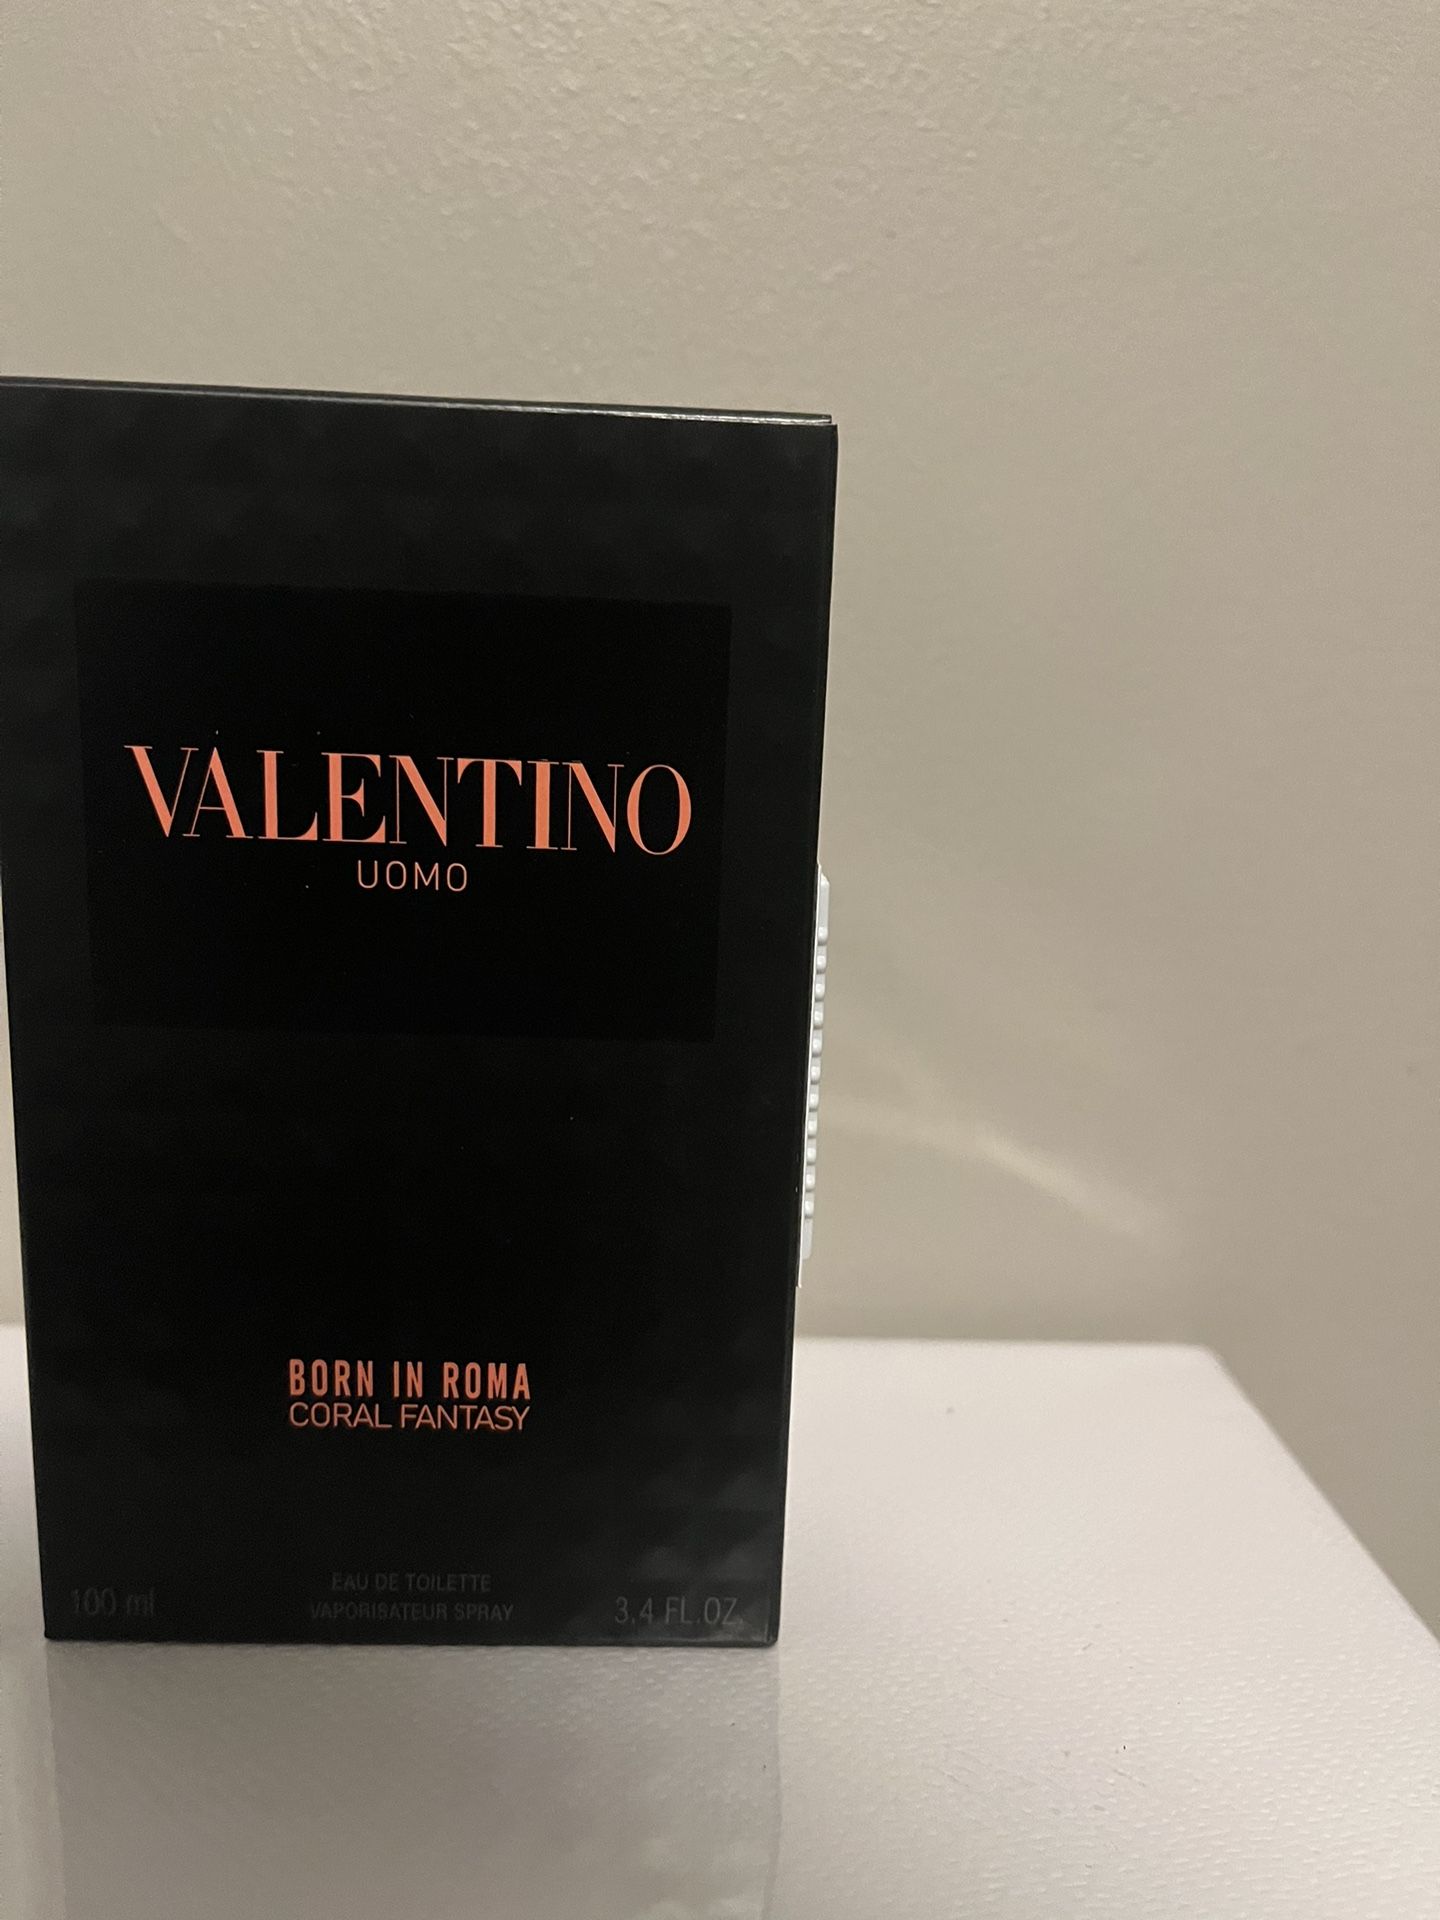 VALENTINO
UOMO
BORN IN ROMA
CORAL FANTASY
EAU DE TOILETTE
100 ml VAPORISATEUR SPRAY 3.4 FL.OZ.